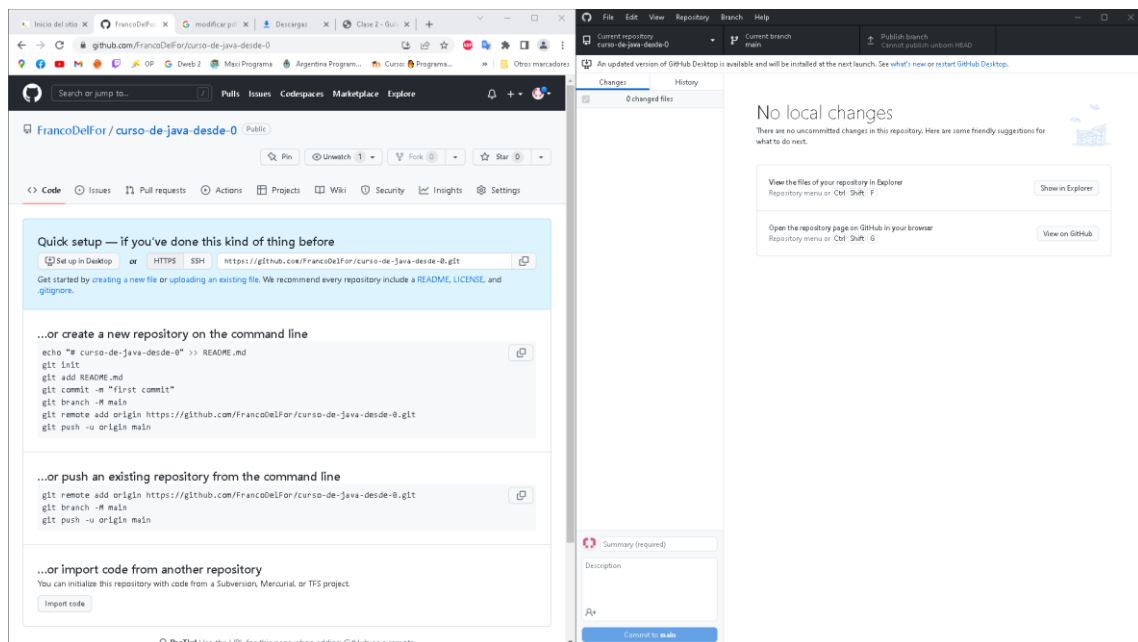 Inicio del sitio
FrancoDelFor
G modificar pdf
Descargas
Clase 2 - Guía
github.com/FrancoDelFor/curso-de-java-desde-0
OP
Dweb 2
Maxi Programa
Argentina Program...
Curso: Programa...
»
Otros marcadores
Search or jump to...
/
Pulls Issues Codespaces Marketplace Explore
FrancoDelFor / curso-de-java-desde-0 Public
Pin
Unwatch 1
Fork 0
Star 0
<> Code
Issues
Pull requests
Actions
Projects
Wiki
Security
Insights
Settings
Quick setup — if you've done this kind of thing before
Set up in Desktop or HTTPS SSH https://github.com/FrancoDelFor/curso-de-java-desde-0.git
Get started by creating a new file or uploading an existing file. We recommend every repository include a README, LICENSE, and
.gitignore.
...or create a new repository on the command line
echo "# curso-de-java-desde-0" >> README.md
git init
git add README.md
git commit -m "first commit"
git branch -M main
git remote add origin https://github.com/FrancoDelFor/curso-de-java-desde-0.git
git push -u origin main
...or push an existing repository from the command line
git remote add origin https://github.com/FrancoDelFor/curso-de-java-desde-0.git
git branch -M main
git push -u origin main
...or import code from another repository
You can initialize this repository with code from a Subversion, Mercurial, or TFS project.
Import code
File Edit View Repository Branch Help
Current repository
curso-de-java-desde-0
Current branch
main
Publish branch
Cannot publish unborn HEAD
An updated version of GitHub Desktop is available and will be installed at the next launch. See what's new or restart GitHub Desktop.
Changes
History
0 changed files
No local changes
There are no uncommitted changes in this repository. Here are some friendly suggestions for
what to do next.
View the files of your repository in Explorer
Repository menu or Ctrl Shift F
Show in Explorer
Open the repository page on GitHub in your browser
Repository menu or Ctrl Shift G
View on GitHub
Summary (required)
Description
Commit to main